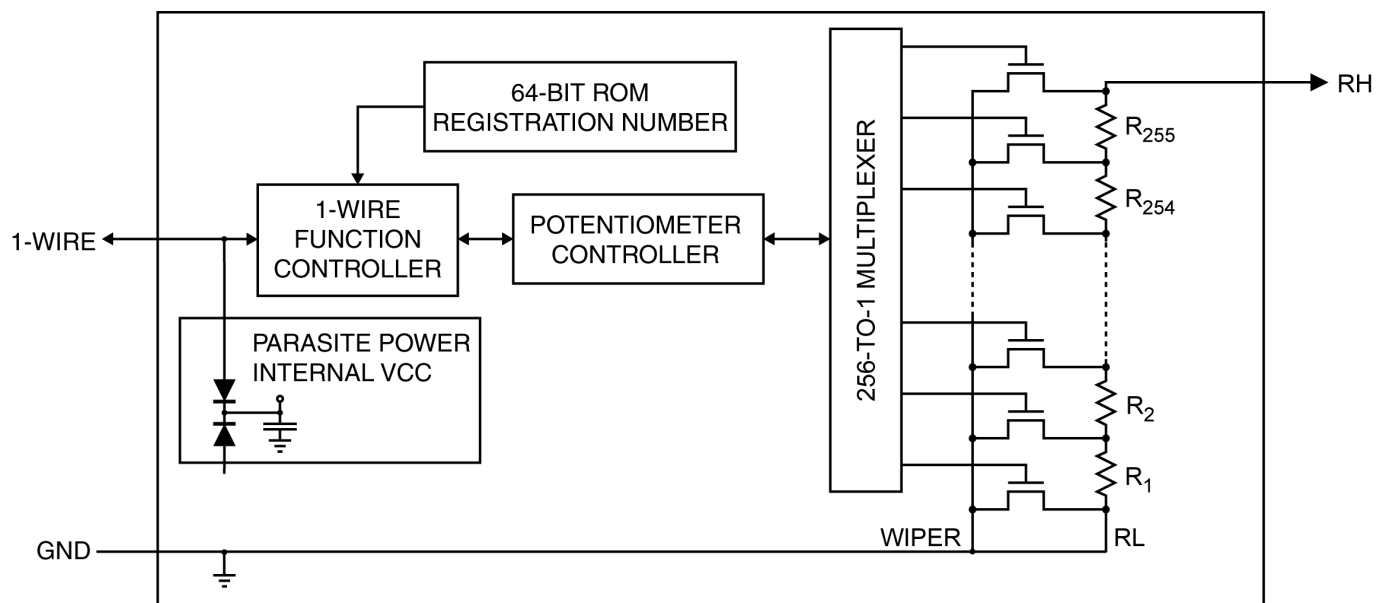 64-BIT ROM
REGISTRATION NUMBER
RH
R255
R254
1-WIRE
1-WIRE
FUNCTION
CONTROLLER
POTENTIOMETER
CONTROLLER
256-TO-1 MULTIPLEXER
PARASITE POWER
INTERNAL VCC
R2
R1
GND
WIPER
RL